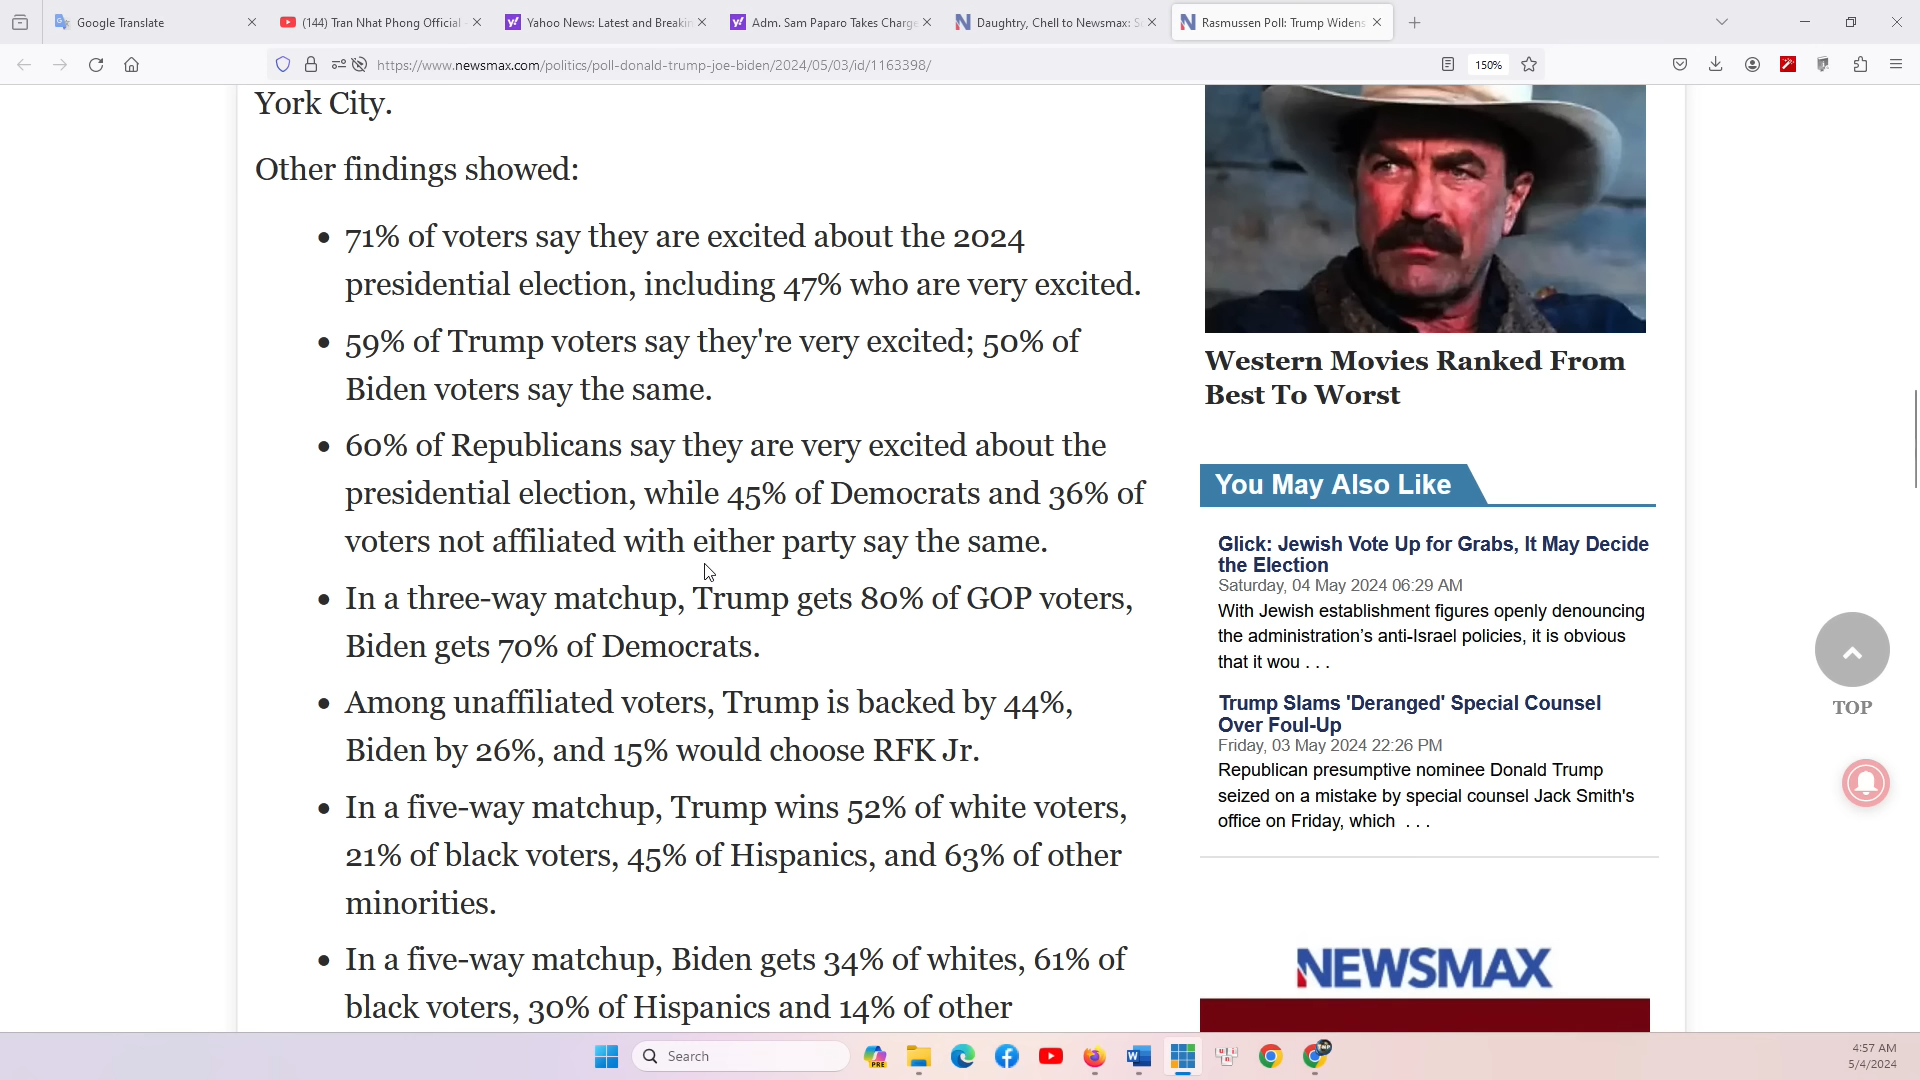 Google Translate
(144) Tran Nhat Phong Official
Yahoo News: Latest and Breakin
Adm. Sam Paparo Takes Charge
Daughtry, Chell to Newsmax: S
Rasmussen Poll: Trump Widens
https://www.newsmax.com/politics/poll-donald-trump-joe-biden/2024/05/03/id/1163398/
150%
York City.
Other findings showed:
• 71% of voters say they are excited about the 2024
presidential election, including 47% who are very excited.
• 59% of Trump voters say they're very excited; 50% of
Biden voters say the same.
• 60% of Republicans say they are very excited about the
presidential election, while 45% of Democrats and 36% of
voters not affiliated with either party say the same.
• In a three-way matchup, Trump gets 80% of GOP voters,
Biden gets 70% of Democrats.
• Among unaffiliated voters, Trump is backed by 44%,
Biden by 26%, and 15% would choose RFK Jr.
• In a five-way matchup, Trump wins 52% of white voters,
21% of black voters, 45% of Hispanics, and 63% of other
minorities.
• In a five-way matchup, Biden gets 34% of whites, 61% of
black voters, 30% of Hispanics and 14% of other
Western Movies Ranked From
Best To Worst
You May Also Like
Glick: Jewish Vote Up for Grabs, It May Decide
the Election
Saturday, 04 May 2024 06:29 AM
With Jewish establishment figures openly denouncing
the administration's anti-Israel policies, it is obvious
that it wou . . .
Trump Slams 'Deranged' Special Counsel
Over Foul-Up
Friday, 03 May 2024 22:26 PM
Republican presumptive nominee Donald Trump
seized on a mistake by special counsel Jack Smith's
office on Friday, which . . .
NEWSMAX
TOP
Search
PRE
4:57 AM
5/4/2024